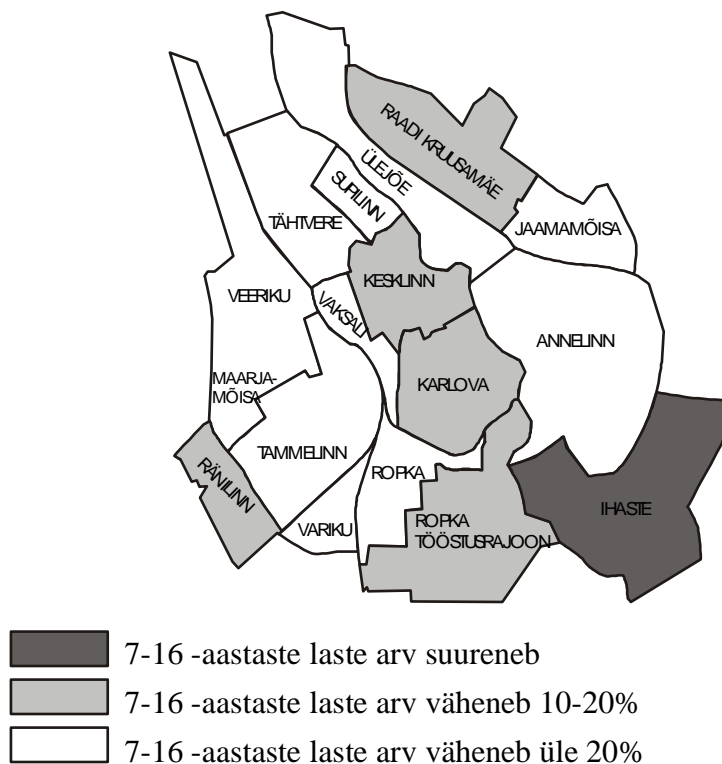 RAADI KRUUSAMÄE
ÜLEJÕE
SUPILINN
TÄHTVERE
JAAMAMÕISA
KESKLINN
VEERIKU
VAKSALI
ANNELINN
MAARJA-
MÕISA
KARLOVA
TAMMELINN
RÄNILINN
ROPKA
IHASTE
VARIKU
ROPKA
TÖÖSTUSRAJOON
7-16 -aastaste laste arv suureneb
7-16 -aastaste laste arv väheneb 10-20%
7-16 -aastaste laste arv väheneb üle 20%